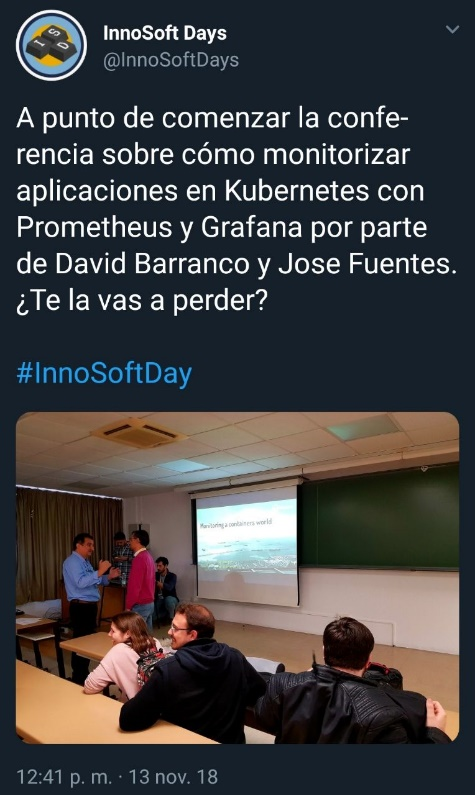 InnoSoft Days
@InnoSoftDays
A punto de comenzar la confe-
rencia sobre cómo monitorizar
aplicaciones en Kubernetes con
Prometheus y Grafana por parte
de David Barranco y Jose Fuentes.
¿Te la vas a perder?
#InnoSoftDay
Monitoring a containers world
12:41 p. m. · 13 nov. 18